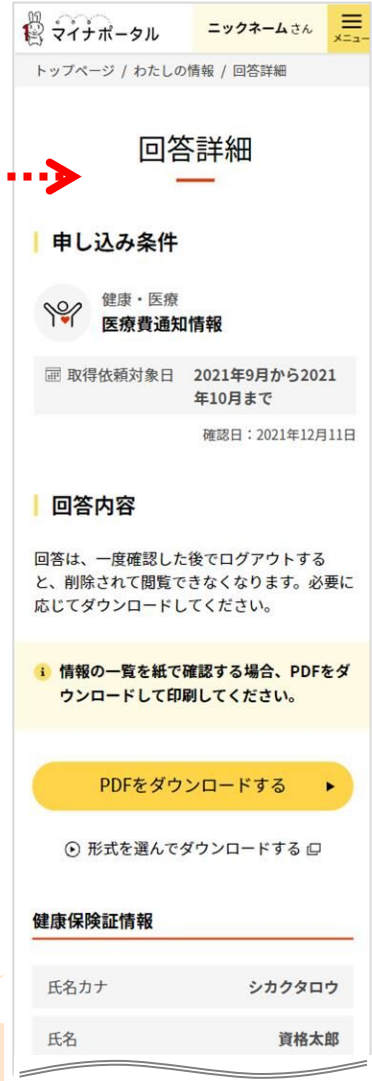 マイナポータル
ニックネームさん
メニュー
トップページ / わたしの情報 / 回答詳細
回答詳細
申し込み条件
健康・医療
医療費通知情報
取得依頼対象日
2021年9月から2021
年10月まで
確認日：2021年12月11日
回答内容
回答は、一度確認した後でログアウトする
と、削除されて閲覧できなくなります。必要に
応じてダウンロードしてください。
情報の一覧を紙で確認する場合、PDFをダ
ウンロードして印刷してください。
PDFをダウンロードする
形式を選んでダウンロードする
健康保険証情報
氏名カナ
シカクタロウ
氏名
資格太郎